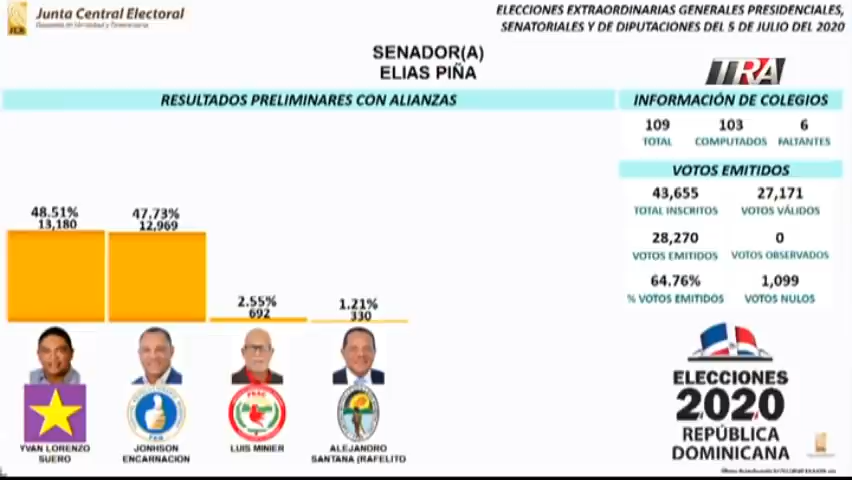 Junta Central Electoral
ELECCIONES EXTRAORDINARIAS GENERALES PRESIDENCIALES,
SENATORIALES Y DE DIPUTACIONES DEL 5 DE JULIO DEL 2020
SENADOR(A)
ELIAS PIÑA
TRA
RESULTADOS PRELIMINARES CON ALIANZAS
INFORMACIÓN DE COLEGIOS
109 103 6
TOTAL COMPUTADOS FALTANTES
VOTOS EMITIDOS
43,655 27,171
TOTAL INSCRITOS VOTOS VÁLIDOS
28,270 0
VOTOS EMITIDOS VOTOS OBSERVADOS
64.76% 1,099
% VOTOS EMITIDOS VOTOS NULOS
48.51%
13,180
47.73%
12,969
2.55%
692
1.21%
330
YVAN LORENZO
SUERO
JONHSON
ENCARNACION
LUIS MINIER
ALEJANDRO
SANTANA (RAFELITO
ELECCIONES
2020
REPÚBLICA
DOMINICANA